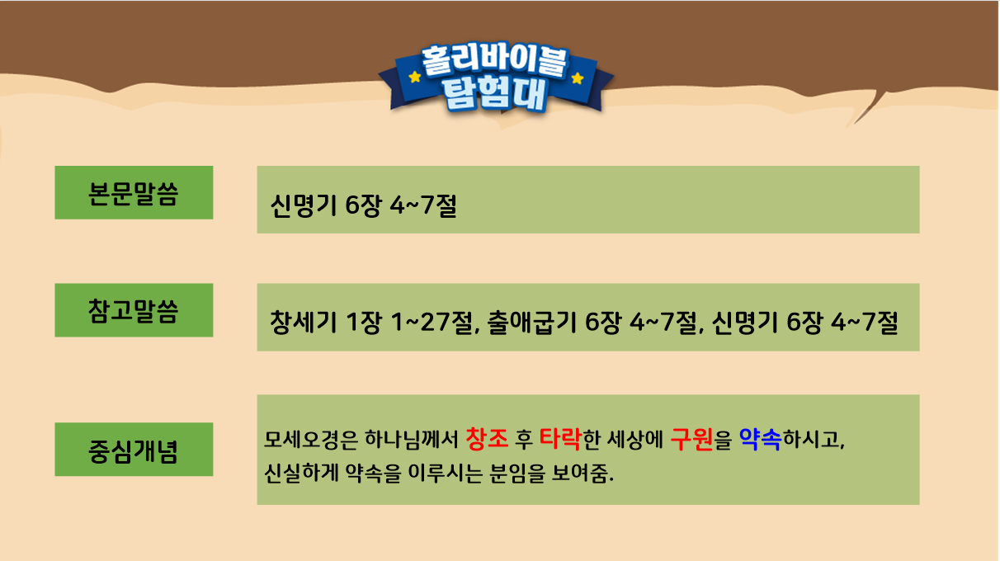 홀리바이블
탐험대
본문말씀
신명기 6장 4~7절
참고말씀
창세기 1장 1~27절, 출애굽기 6장 4~7절, 신명기 6장 4~7절
중심개념
모세오경은 하나님께서 창조 후 타락한 세상에 구원을 약속하시고,
신실하게 약속을 이루시는 분임을 보여줌.